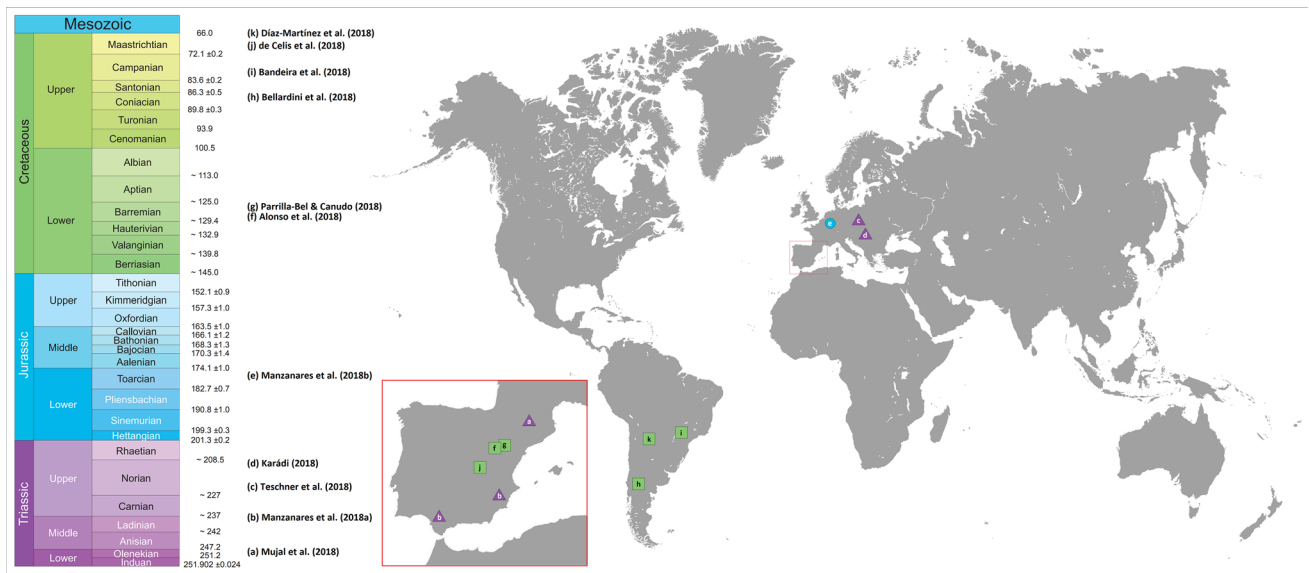 Mesozoic
66.0
(k) Díaz-Martínez et al. (2018)
Cretaceous
Upper
Maastrichtian
(j) de Celis et al. (2018)
72.1 ±0.2
Campanian
(i) Bandeira et al. (2018)
83.6 ±0.2
Santonian
86.3 ±0.5
Coniacian
(h) Bellardini et al. (2018)
89.8 ±0.3
Turonian
93.9
Cenomanian
100.5
Lower
Albian
~ 113.0
Aptian
~ 125.0
(g) Parrilla-Bel & Canudo (2018)
Barremian
(f) Alonso et al. (2018)
~ 129.4
Hauterivian
~ 132.9
Valanginian
~ 139.8
Berriasian
~ 145.0
Jurassic
Upper
Tithonian
152.1 ±0.9
Kimmeridgian
157.3 ±1.0
Oxfordian
163.5 ±1.0
Middle
Callovian
166.1 ±1.2
Bathonian
168.3 ±1.3
Bajocian
170.3 ±1.4
Aalenian
174.1 ±1.0
Lower
Toarcian
(e) Manzanares et al. (2018b)
182.7 ±0.7
Pliensbachian
190.8 ±1.0
Sinemurian
199.3 ±0.3
Hettangian
201.3 ±0.2
Triassic
Upper
Rhaetian
~ 208.5
(d) Karádi (2018)
Norian
(c) Teschner et al. (2018)
~ 227
Carnian
~ 237
(b) Manzanares et al. (2018a)
Middle
Ladinian
~ 242
Anisian
247.2
Lower
Olenekian
251.2
(a) Mujal et al. (2018)
Induan
251.902 ±0.024
c
e
d
a
g
f
j
b
b
i
k
h